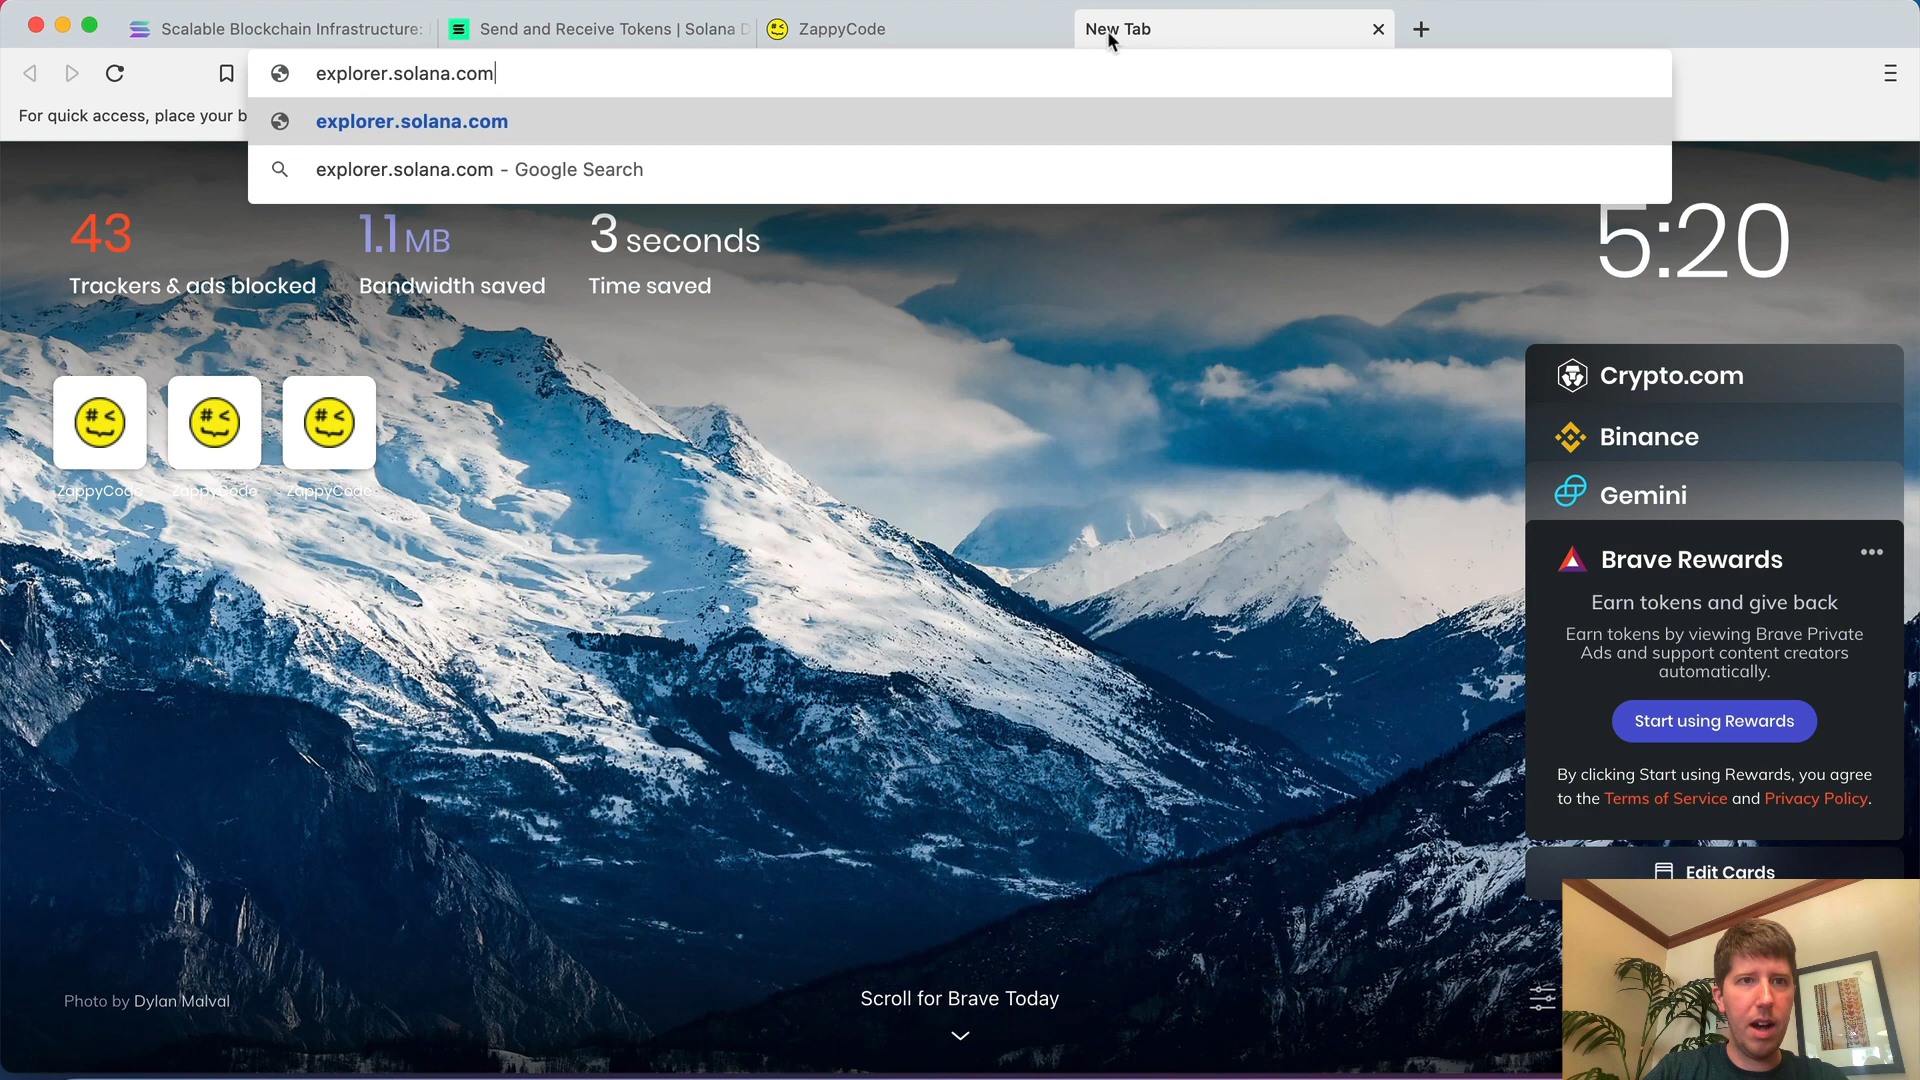 Scalable Blockchain Infrastructure:
Send and Receive Tokens | Solana D
ZappyCode
New Tab
explorer.solana.com
For quick access, place your b
explorer.solana.com
explorer.solana.com - Google Search
43
Trackers & ads blocked
1.1 MB
Bandwidth saved
3 seconds
Time saved
5:20
ZappyCode
ZappyCode
ZappyCode
Crypto.com
Binance
Gemini
Brave Rewards
Earn tokens and give back
Earn tokens by viewing Brave Private
Ads and support content creators
automatically.
Start using Rewards
By clicking Start using Rewards, you agree
to the Terms of Service and Privacy Policy.
Edit Cards
Photo by Dylan Malval
Scroll for Brave Today